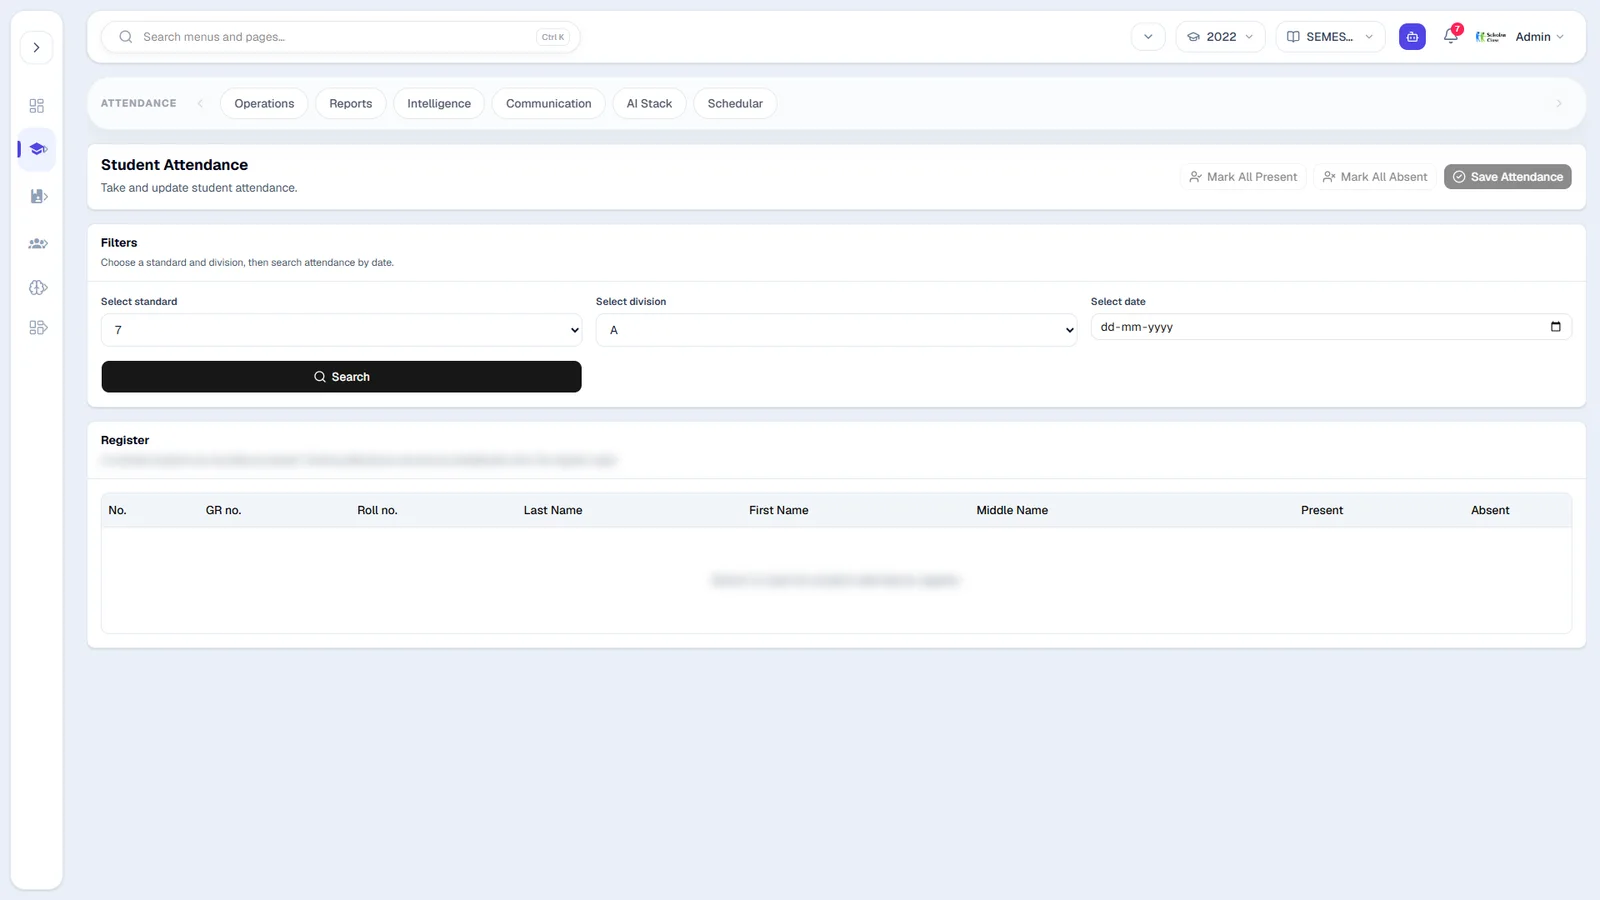 Search menus and pages...
Ctrl K
2022
SEMES...
7
Scholar Clone
Admin
ATTENDANCE
Operations
Reports
Intelligence
Communication
AI Stack
Schedular
Student Attendance
Take and update student attendance.
Mark All Present
Mark All Absent
Save Attendance
Filters
Choose a standard and division, then search attendance by date.
Select standard
Select division
Select date
7
A
dd-mm-yyyy
Search
Register
No.
GR no.
Roll no.
Last Name
First Name
Middle Name
Present
Absent